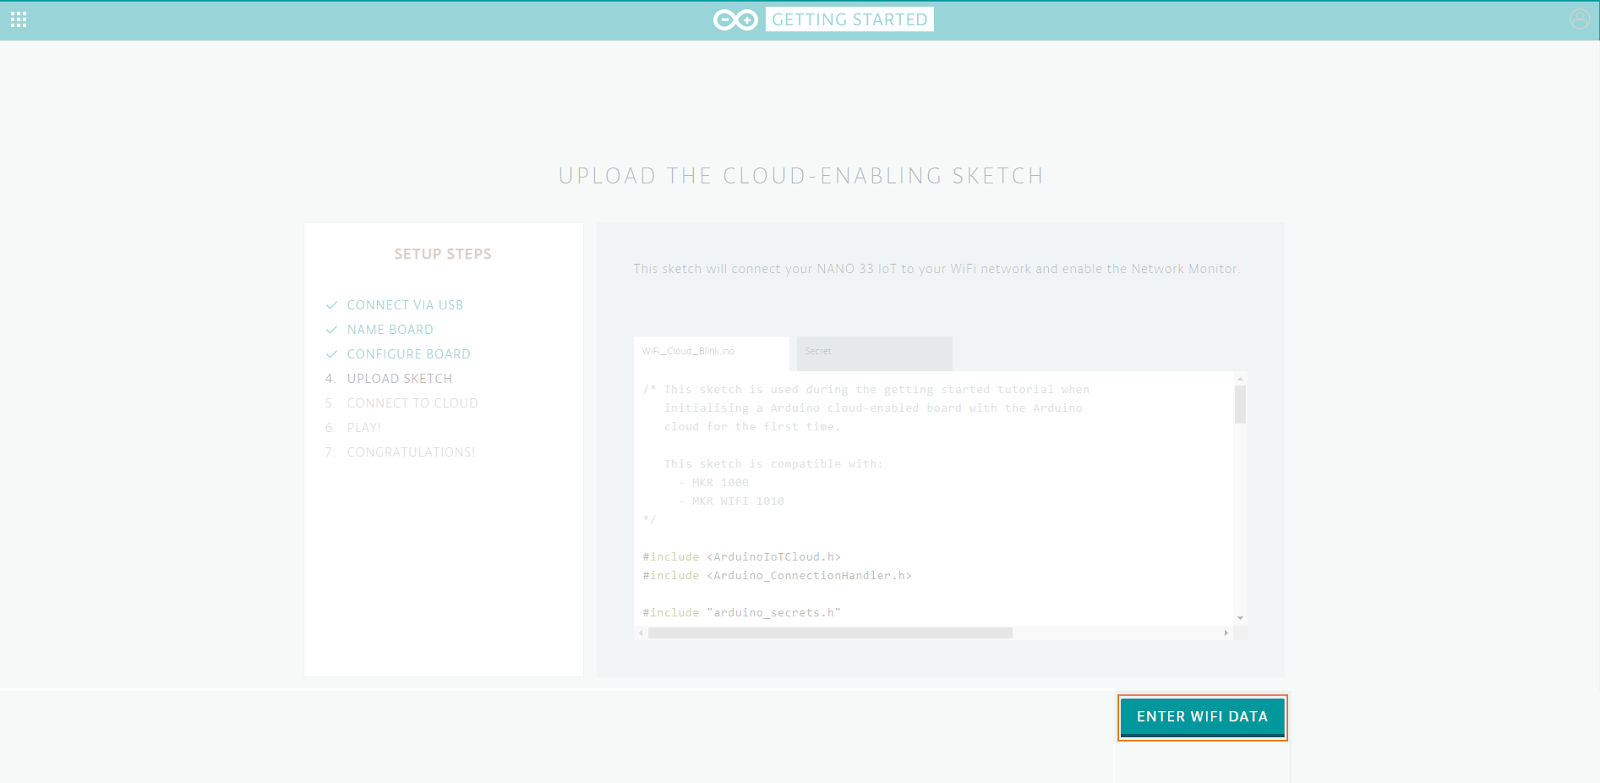 GETTING STARTED
UPLOAD THE CLOUD-ENABLING SKETCH
SETUP STEPS
CONNECT VIA USB
NAME BOARD
CONFIGURE BOARD
4. UPLOAD SKETCH
5. CONNECT TO CLOUD
6. PLAY!
7. CONGRATULATIONS!
This sketch will connect your NANO 33 IoT to your WiFi network and enable the Network Monitor.
WiFi_Cloud_Blink.ino
Secret
/* This sketch is used during the getting started tutorial when
initialising a Arduino cloud-enabled board with the Arduino
cloud for the first time.
This sketch is compatible with:
- MKR 1000
- MKR WIFI 1010
*/
#include <ArduinoIoTCloud.h>
#include <Arduino_ConnectionHandler.h>
#include "arduino_secrets.h"
ENTER WIFI DATA